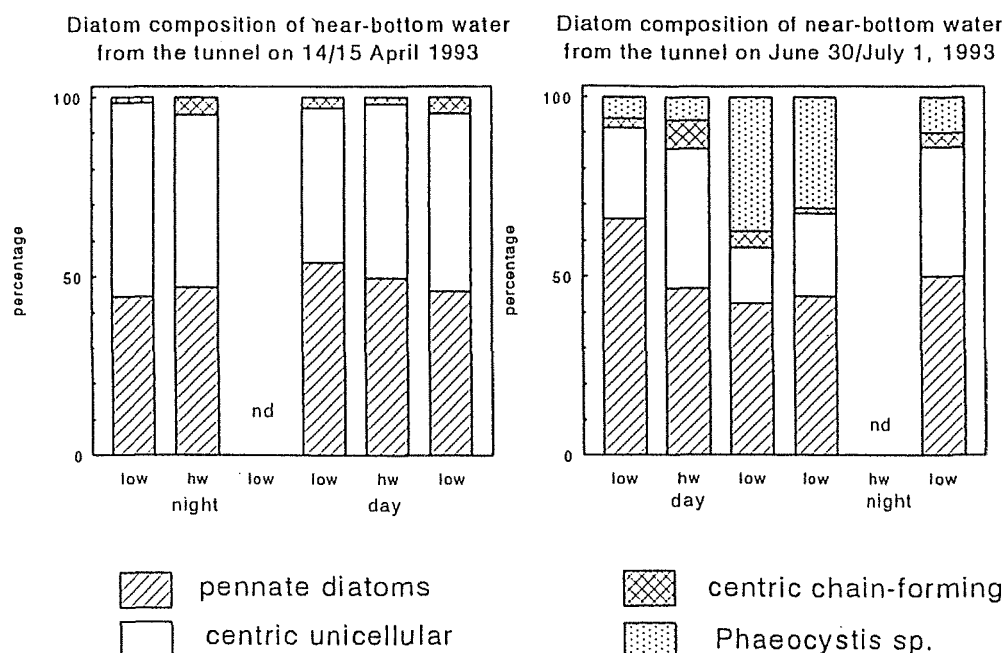 Diatom composition of near-bottom water
from the tunnel on 14/15 April 1993
percentage
100
50
0
nd
low hw low low hw low
night day
Diatom composition of near-bottom water
from the tunnel on June 30/July 1, 1993
percentage
100
50
0
nd
low hw low low hw low
day night
pennate diatoms
centric unicellular
centric chain-forming
Phaeocystis sp.